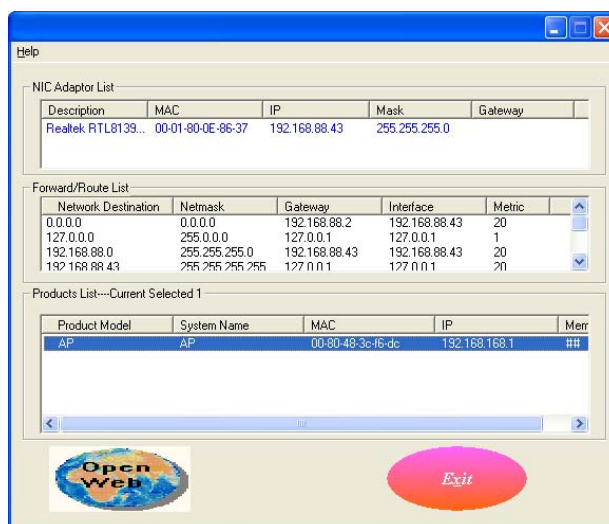 Help
NIC Adaptor List
Description MAC IP Mask Gateway
Realtek RTL8139... 00-01-80-0E-86-37 192.168.88.43 255.255.255.0
Forward/Route List
Network Destination Netmask Gateway Interface Metric
0.0.0.0 0.0.0.0 192.168.88.2 192.168.88.43 20
127.0.0.0 255.0.0.0 127.0.0.1 127.0.0.1 1
192.168.88.0 255.255.255.0 192.168.88.43 192.168.88.43 20
192.168.88.43 255.255.255.255 127.0.0.1 127.0.0.1 20
Products List----Current Selected 1
Product Model System Name MAC IP Mem
AP AP 00-80-48-3c-f6-dc 192.168.168.1 ##
Open
Web
Exit